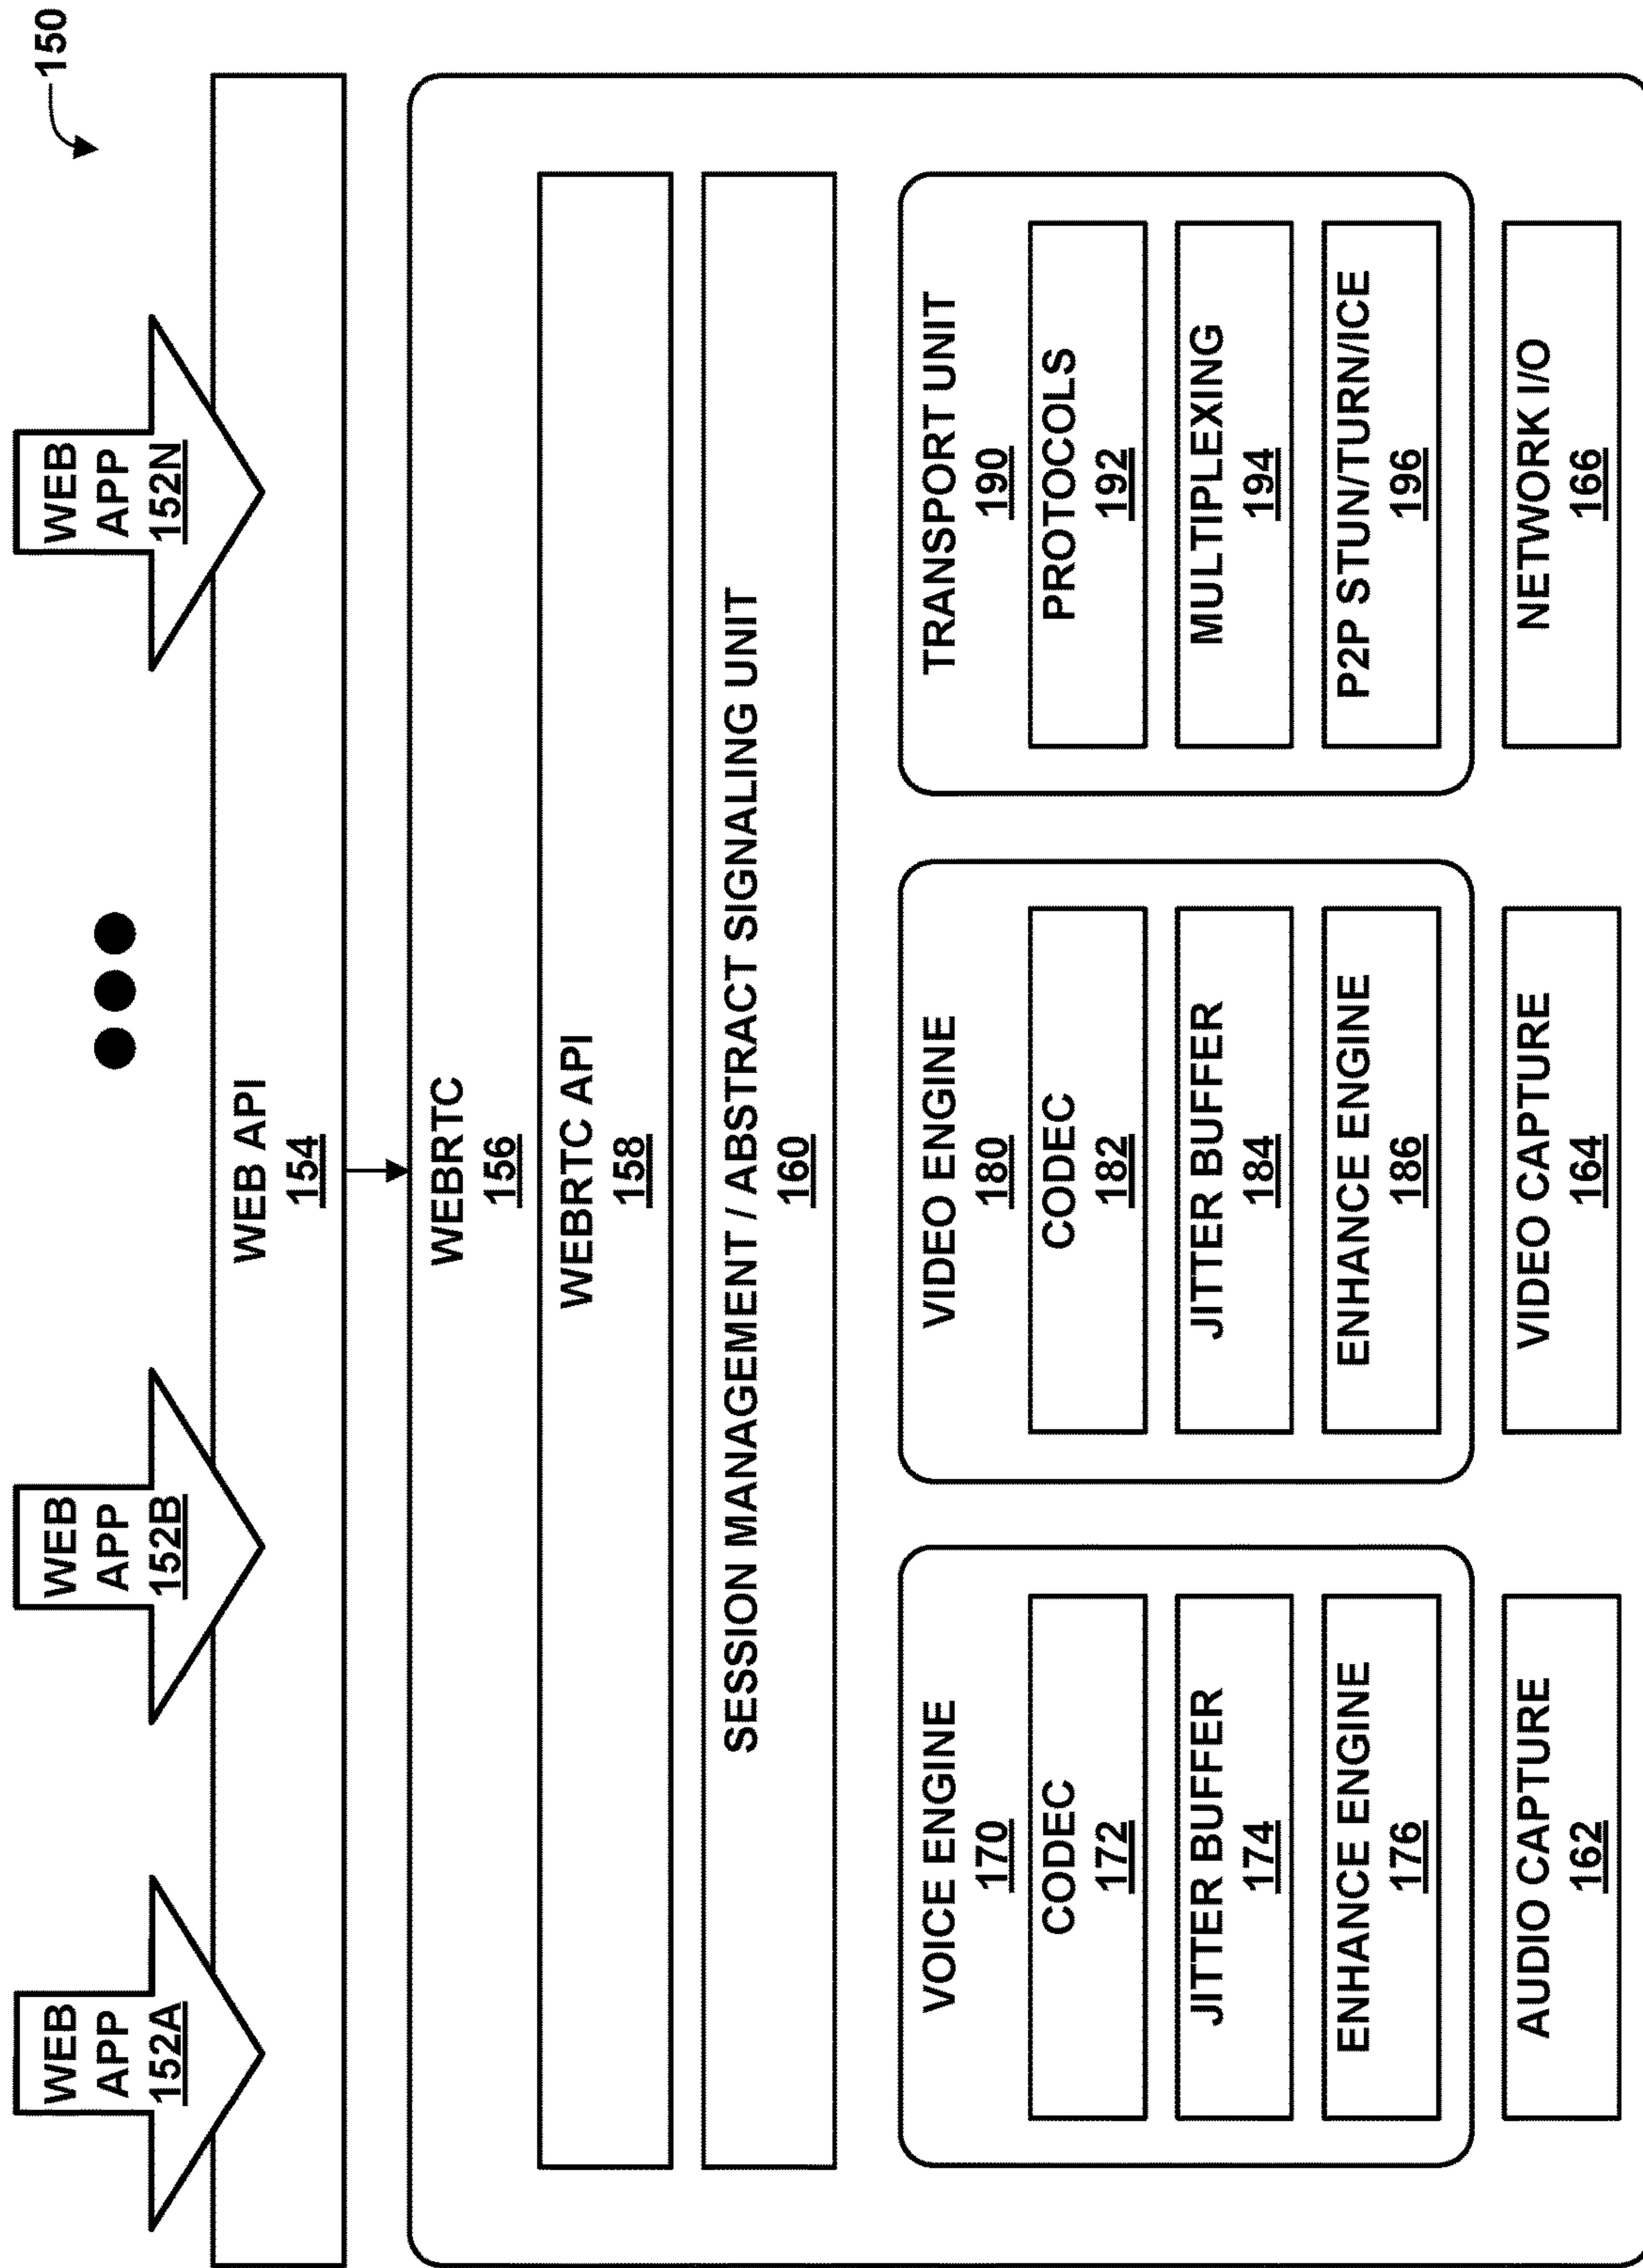 150
WEB
APP
152A
WEB
APP
152B
WEB
APP
152N
WEB API
154
WEBRTC
156
WEBRTC API
158
SESSION MANAGEMENT / ABSTRACT SIGNALING UNIT
160
VOICE ENGINE
170
CODEC
172
JITTER BUFFER
174
ENHANCE ENGINE
176
AUDIO CAPTURE
162
VIDEO ENGINE
180
CODEC
182
JITTER BUFFER
184
ENHANCE ENGINE
186
VIDEO CAPTURE
164
TRANSPORT UNIT
190
PROTOCOLS
192
MULTIPLEXING
194
P2P STUN/TURN/ICE
196
NETWORK I/O
166